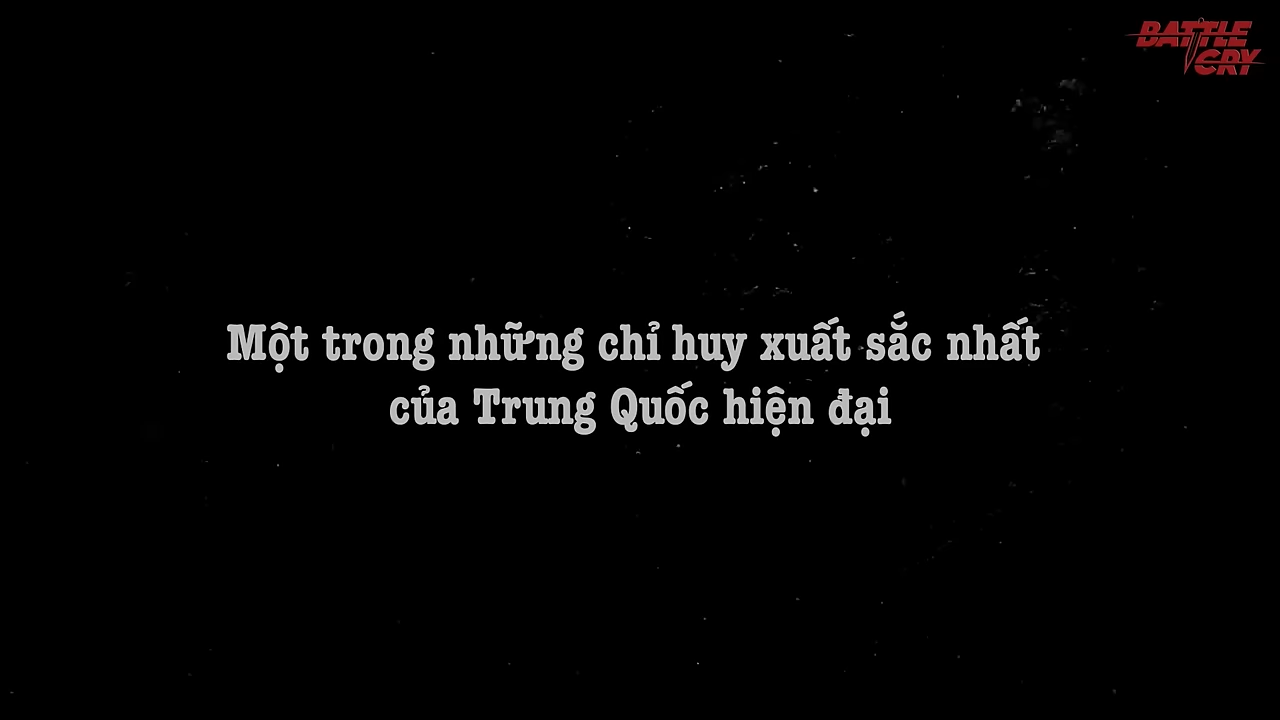 BATTLE
CRY
Một trong những chỉ huy xuất sắc nhất
của Trung Quốc hiện đại